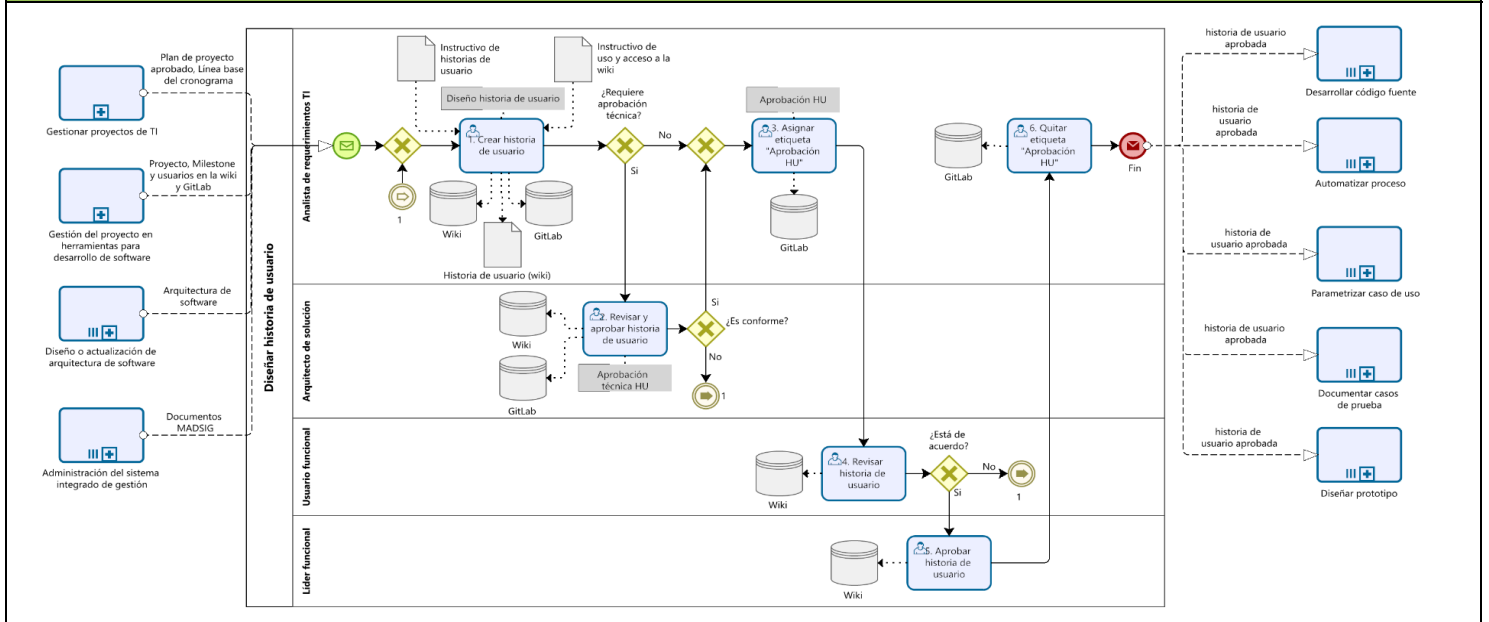 Plan de proyecto
aprobado, Línea base
del cronograma
Gestionar proyectos de TI
Proyecto, Milestone
y usuarios en la wiki
y GitLab
Gestión del proyecto en
herramientas para
desarrollo de software
Arquitectura de
software
Diseño o actualización de
arquitectura de software
Documentos
MADSIG
Administración del sistema
integrado de gestión
Diseñar historia de usuario
Analista de requerimientos TI
Instructivo de
historias de
usuario
Instructivo de
uso y acceso a la
wiki
Diseño historia de usuario
1. Crear historia
de usuario
1
Wiki
GitLab
Historia de usuario (wiki)
¿Requiere
aprobación
técnica?
No
Si
Aprobación HU
3. Asignar
etiqueta
"Aprobación
HU"
GitLab
GitLab
6. Quitar
etiqueta
"Aprobación
HU"
Fin
Arquitecto de solución
Wiki
GitLab
2. Revisar y
aprobar historia
de usuario
Aprobación
técnica HU
Si
¿Es conforme?
No
1
Usuario funcional
Wiki
4. Revisar
historia de
usuario
¿Está de
acuerdo?
No
Si
1
Líder funcional
Wiki
5. Aprobar
historia de
usuario
historia de usuario
aprobada
Desarrollar código fuente
historia de
usuario
aprobada
Automatizar proceso
historia de
usuario aprobada
Parametrizar caso de uso
historia de usuario
aprobada
Documentar casos
de prueba
historia de
usuario aprobada
Diseñar prototipo